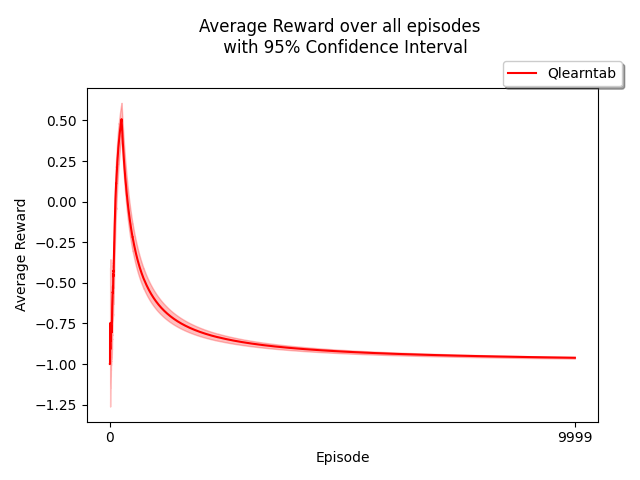 Average Reward over all episodes
with 95% Confidence Interval
Qlearntab
0.50
0.25
0.00
−0.25
−0.50
−0.75
−1.00
−1.25
Average Reward
0 9999
Episode